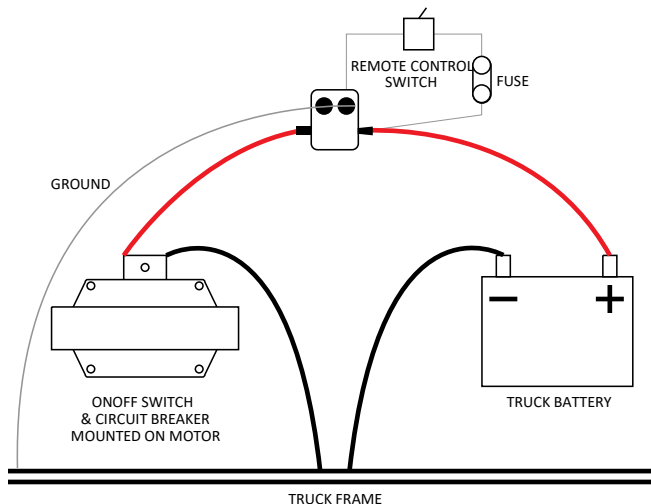 REMOTE CONTROL
SWITCH
FUSE
GROUND
ONOFF SWITCH
& CIRCUIT BREAKER
MOUNTED ON MOTOR
TRUCK BATTERY
TRUCK FRAME